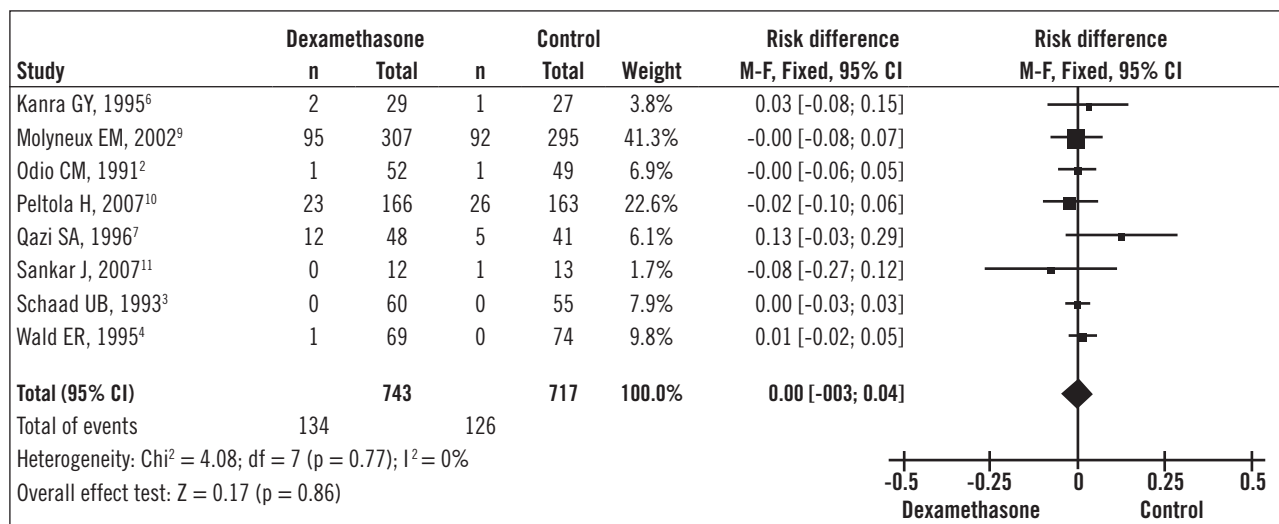 Dexamethasone Control Risk difference Risk difference
Study n Total n Total Weight M-F, Fixed, 95% CI M-F, Fixed, 95% CI
Kanra GY, 1995⁶ 2 29 1 27 3.8% 0.03 [-0.08; 0.15]
Molyneux EM, 2002⁹ 95 307 92 295 41.3% -0.00 [-0.08; 0.07]
Odio CM, 1991² 1 52 1 49 6.9% -0.00 [-0.06; 0.05]
Peltola H, 2007¹⁰ 23 166 26 163 22.6% -0.02 [-0.10; 0.06]
Qazi SA, 1996⁷ 12 48 5 41 6.1% 0.13 [-0.03; 0.29]
Sankar J, 2007¹¹ 0 12 1 13 1.7% -0.08 [-0.27; 0.12]
Schaad UB, 1993³ 0 60 0 55 7.9% 0.00 [-0.03; 0.03]
Wald ER, 1995⁴ 1 69 0 74 9.8% 0.01 [-0.02; 0.05]
Total (95% CI) 743 717 100.0% 0.00 [-003; 0.04]
Total of events 134 126
Heterogeneity: Chi² = 4.08; df = 7 (p = 0.77); I² = 0%
Overall effect test: Z = 0.17 (p = 0.86)
-0.5 -0.25 0 0.25 0.5
Dexamethasone Control